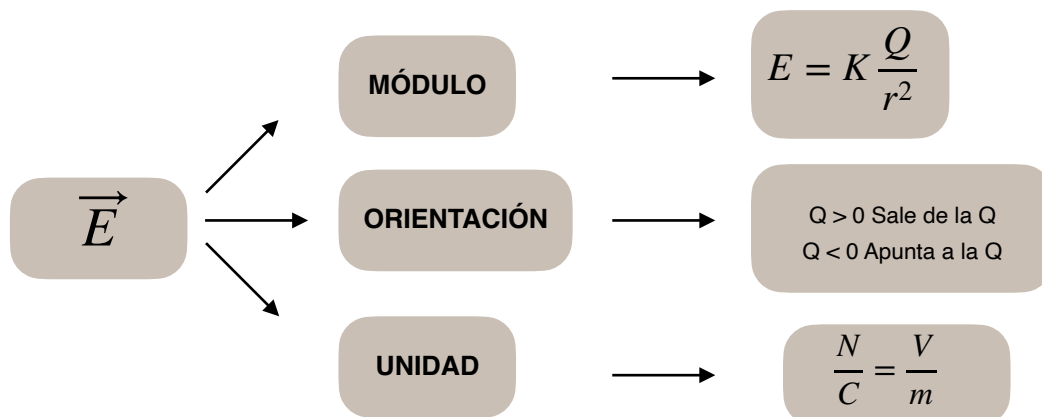 MÓDULO
E = K Q/r²
E⃗
ORIENTACIÓN
Q > 0 Sale de la Q
Q < 0 Apunta a la Q
UNIDAD
N/C = V/m